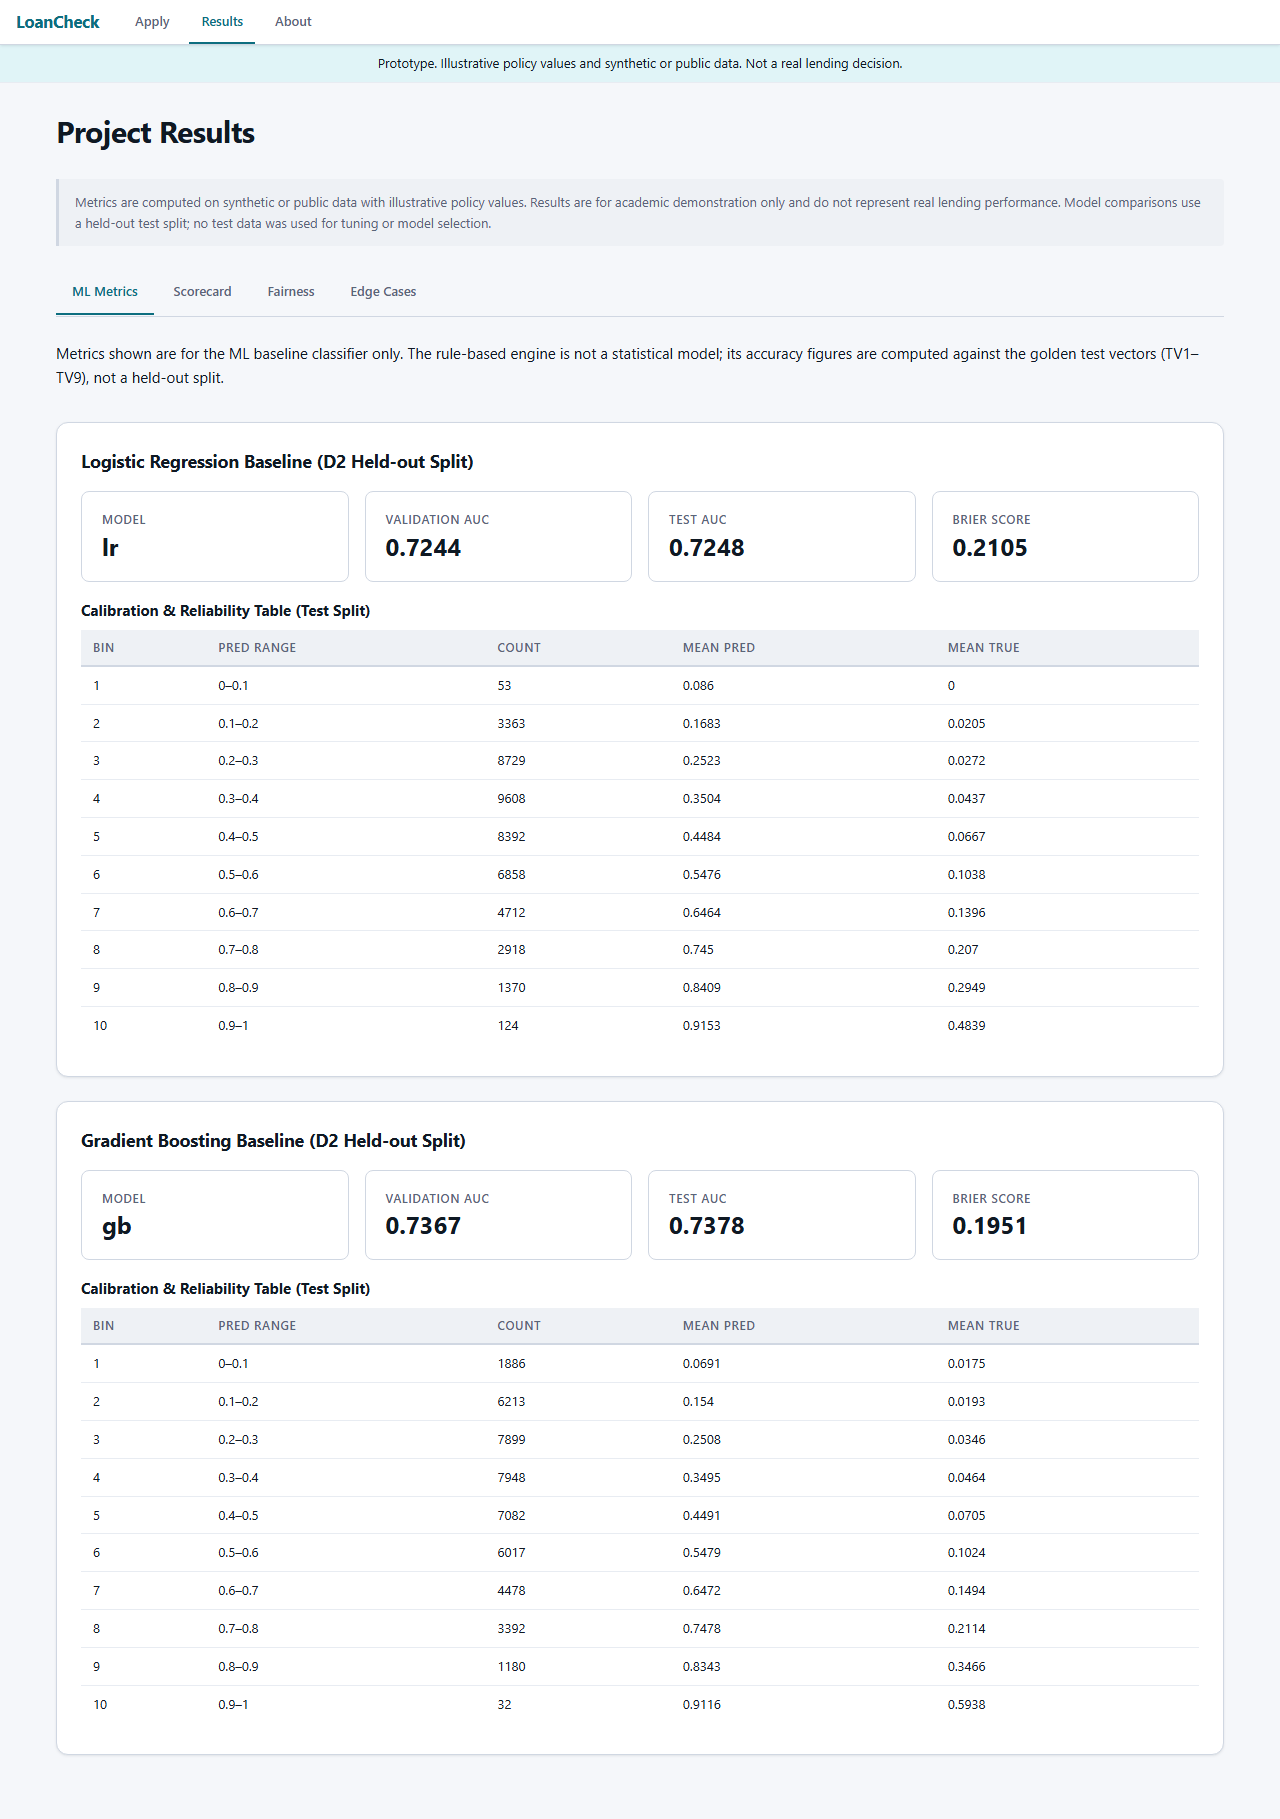 LoanCheck Apply Results About
Prototype. Illustrative policy values and synthetic or public data. Not a real lending decision.
Project Results
Metrics are computed on synthetic or public data with illustrative policy values. Results are for academic demonstration only and do not represent real lending performance. Model comparisons use
a held-out test split; no test data was used for tuning or model selection.
ML Metrics Scorecard Fairness Edge Cases
Metrics shown are for the ML baseline classifier only. The rule-based engine is not a statistical model; its accuracy figures are computed against the golden test vectors (TV1–
TV9), not a held-out split.
Logistic Regression Baseline (D2 Held-out Split)
MODEL VALIDATION AUC TEST AUC BRIER SCORE
lr 0.7244 0.7248 0.2105
Calibration & Reliability Table (Test Split)
BIN PRED RANGE COUNT MEAN PRED MEAN TRUE
1 0–0.1 53 0.086 0
2 0.1–0.2 3363 0.1683 0.0205
3 0.2–0.3 8729 0.2523 0.0272
4 0.3–0.4 9608 0.3504 0.0437
5 0.4–0.5 8392 0.4484 0.0667
6 0.5–0.6 6858 0.5476 0.1038
7 0.6–0.7 4712 0.6464 0.1396
8 0.7–0.8 2918 0.745 0.207
9 0.8–0.9 1370 0.8409 0.2949
10 0.9–1 124 0.9153 0.4839
Gradient Boosting Baseline (D2 Held-out Split)
MODEL VALIDATION AUC TEST AUC BRIER SCORE
gb 0.7367 0.7378 0.1951
Calibration & Reliability Table (Test Split)
BIN PRED RANGE COUNT MEAN PRED MEAN TRUE
1 0–0.1 1886 0.0691 0.0175
2 0.1–0.2 6213 0.154 0.0193
3 0.2–0.3 7899 0.2508 0.0346
4 0.3–0.4 7948 0.3495 0.0464
5 0.4–0.5 7082 0.4491 0.0705
6 0.5–0.6 6017 0.5479 0.1024
7 0.6–0.7 4478 0.6472 0.1494
8 0.7–0.8 3392 0.7478 0.2114
9 0.8–0.9 1180 0.8343 0.3466
10 0.9–1 32 0.9116 0.5938